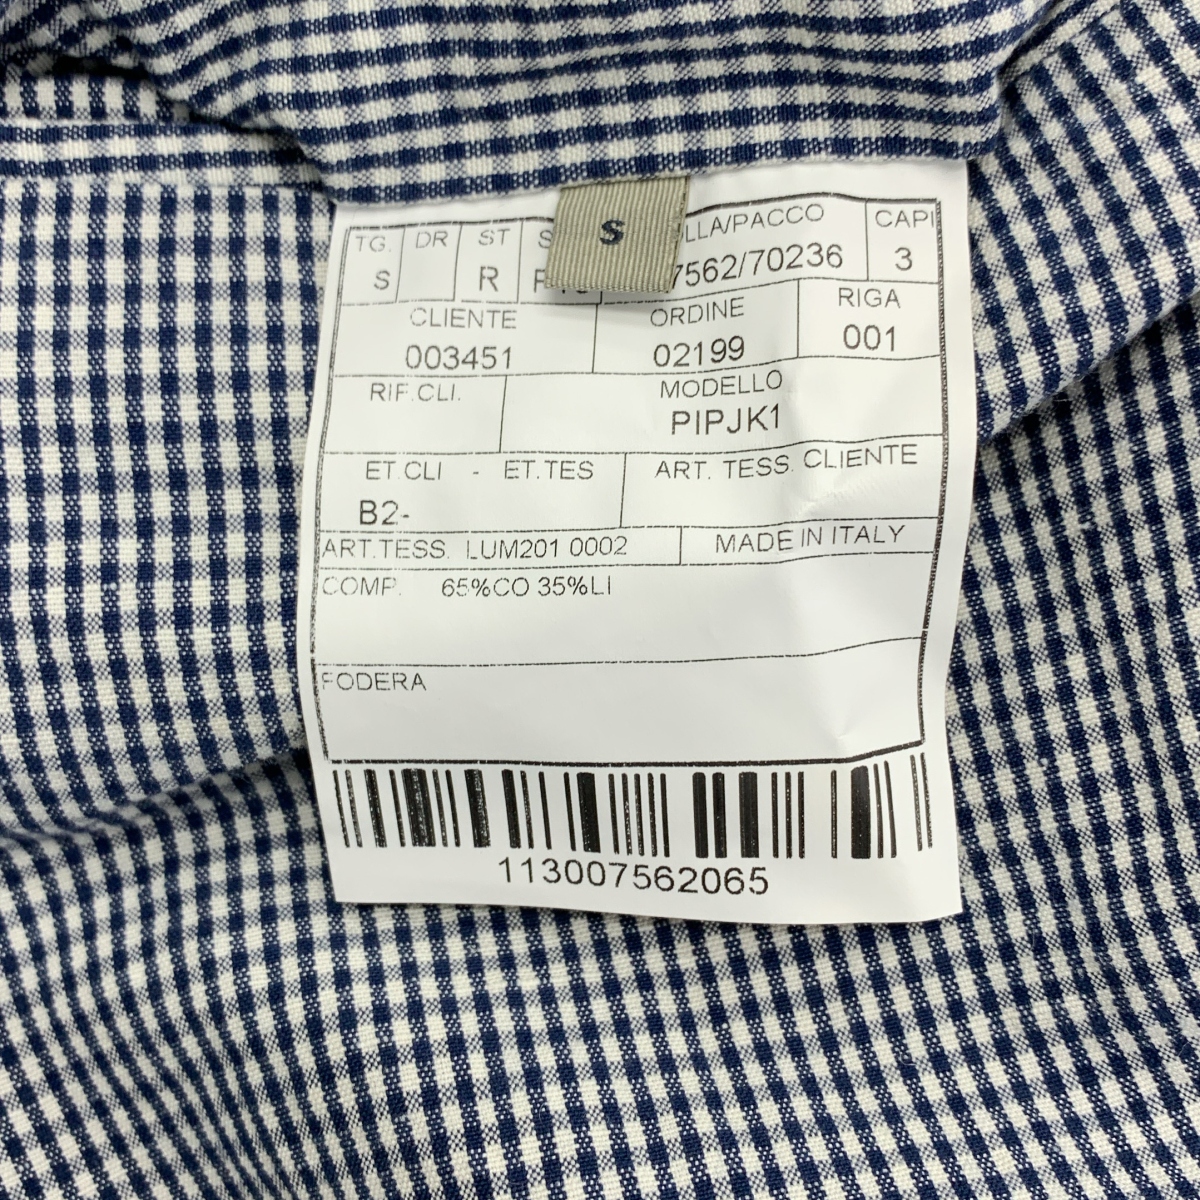 S
TG. DR ST LLA/PACCO CAPI
S R 7562/70236 3
CLIENTE ORDINE RIGA
003451 02199 001
RIF.CLI. MODELLO
PIPJK1
ET.CLI - ET.TES ART. TESS. CLIENTE
B2-
ART.TESS. LUM201 0002 MADE IN ITALY
COMP. 65%CO 35%LI
FODERA
113007562065